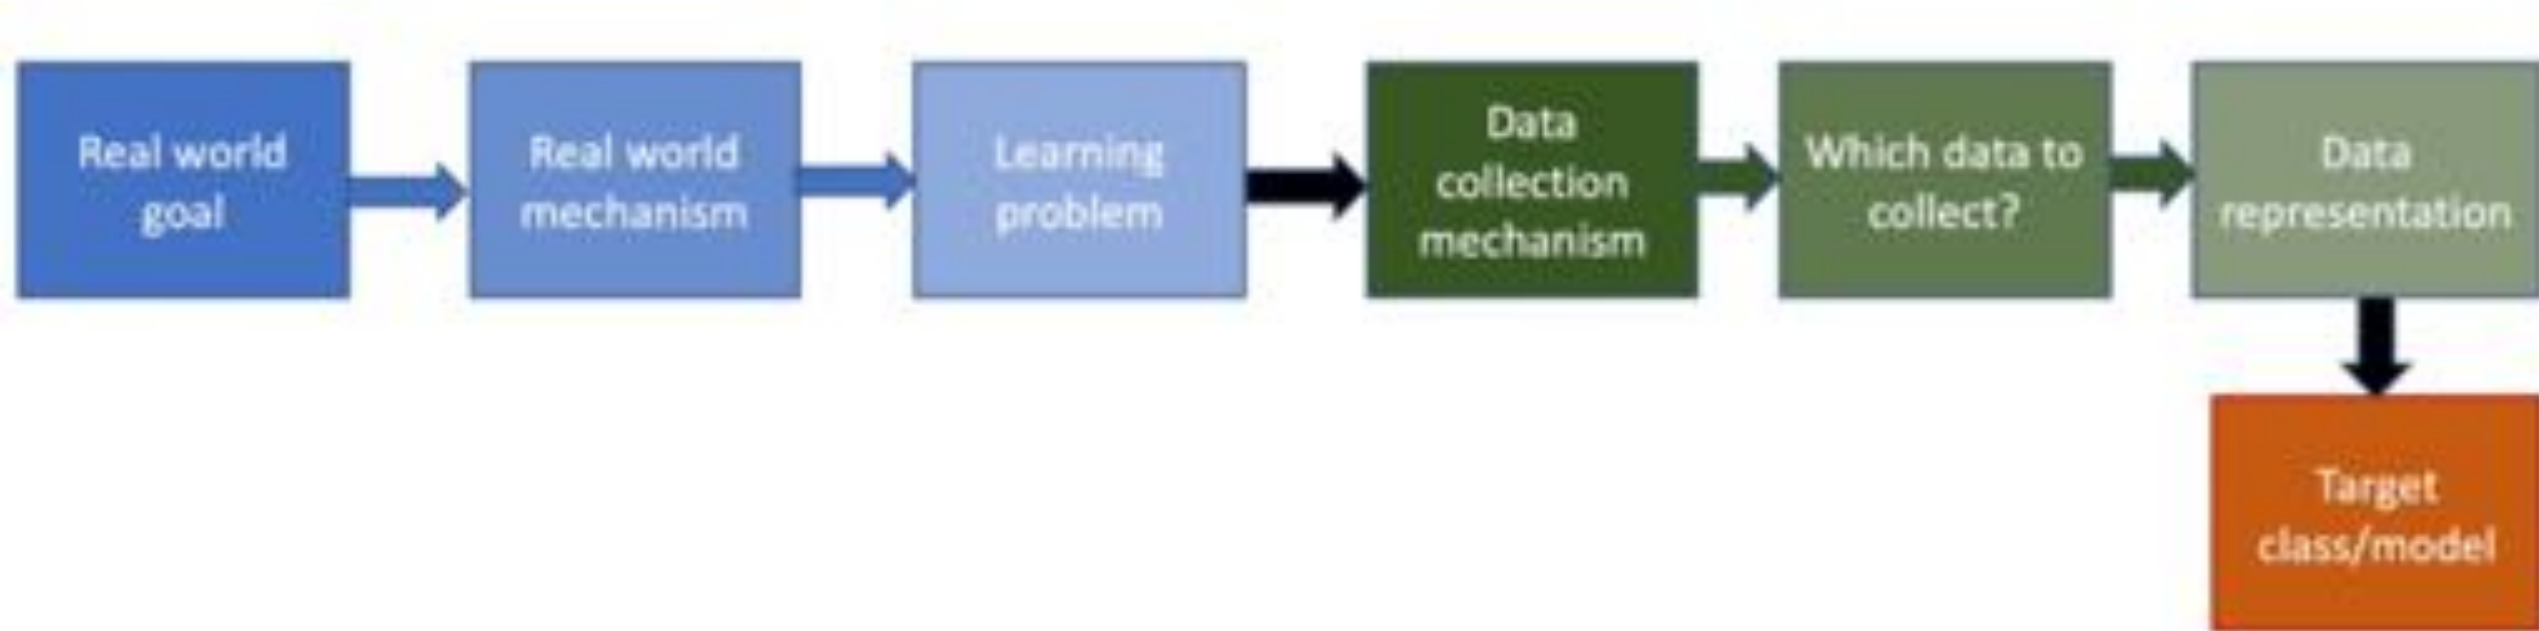 Real world
goal
Real world
mechanism
Learning
problem
Data
collection
mechanism
Which data to
collect?
Data
representation
Target
class/model